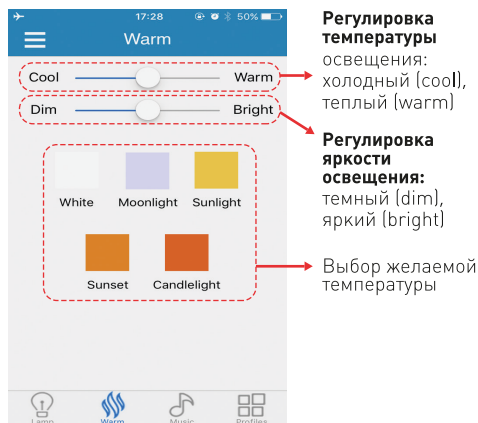 17:28 50%
Warm
Cool Warm
Dim Bright
White Moonlight Sunlight
Sunset Candlelight
Lamp Warm Music Profiles
Регулировка
температуры
освещения:
холодный (cool),
теплый (warm)
Регулировка
яркости
освещения:
темный (dim),
яркий (bright)
Выбор желаемой
температуры